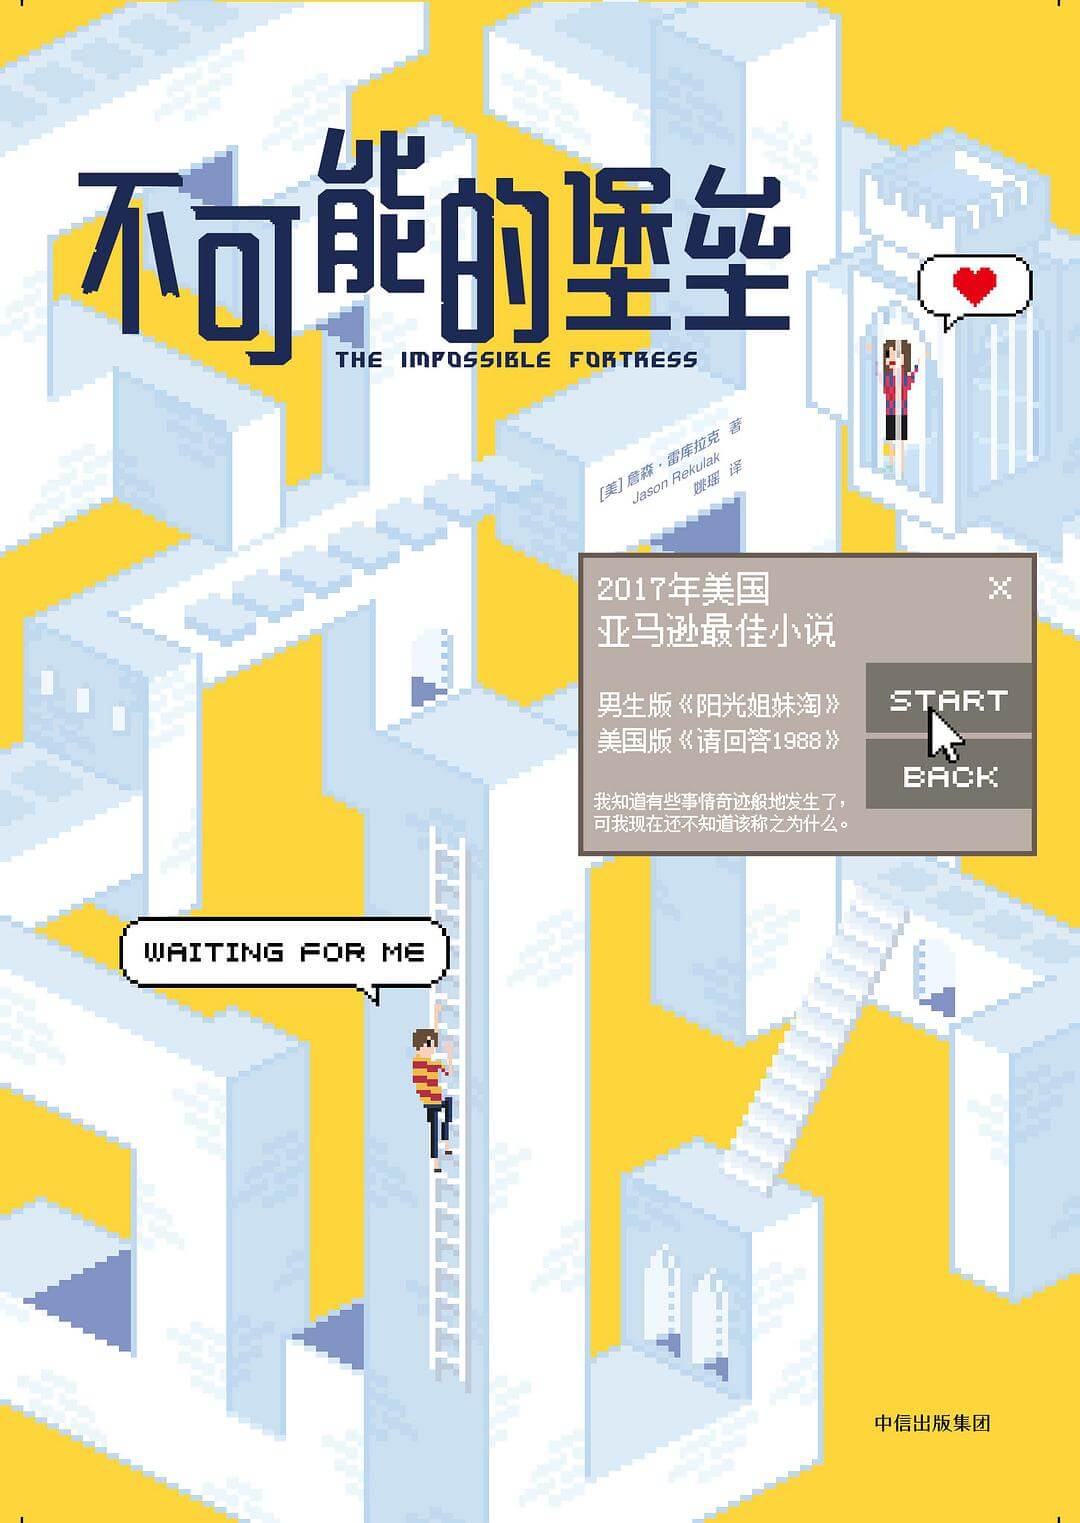 不可能的堡垒
THE IMPOSSIBLE FORTRESS
[美] 詹森·雷库拉克 著
Jason Rekulak
姚瑶 译
2017年美国
亚马逊最佳小说
X
男生版《阳光姐妹淘》
美国版《请回答1988》
START
BACK
我知道有些事情奇迹般地发生了，
可我现在还不知道该称之为什么。
WAITING FOR ME
中信出版集团